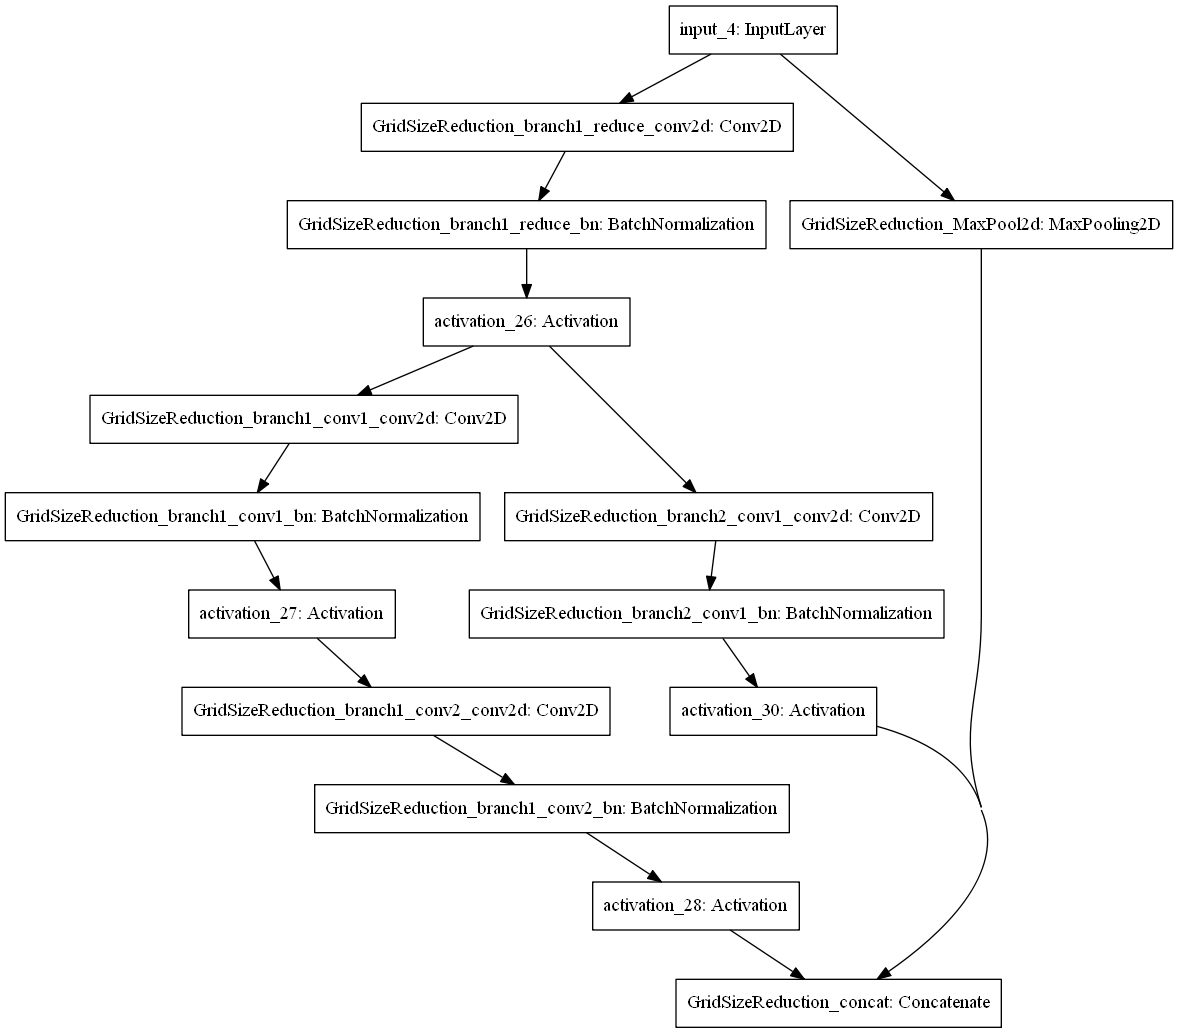 input_4: InputLayer
GridSizeReduction_branch1_reduce_conv2d: Conv2D
GridSizeReduction_branch1_reduce_bn: BatchNormalization
GridSizeReduction_MaxPool2d: MaxPooling2D
activation_26: Activation
GridSizeReduction_branch1_conv1_conv2d: Conv2D
GridSizeReduction_branch1_conv1_bn: BatchNormalization
GridSizeReduction_branch2_conv1_conv2d: Conv2D
activation_27: Activation
GridSizeReduction_branch2_conv1_bn: BatchNormalization
GridSizeReduction_branch1_conv2_conv2d: Conv2D
activation_30: Activation
GridSizeReduction_branch1_conv2_bn: BatchNormalization
activation_28: Activation
GridSizeReduction_concat: Concatenate